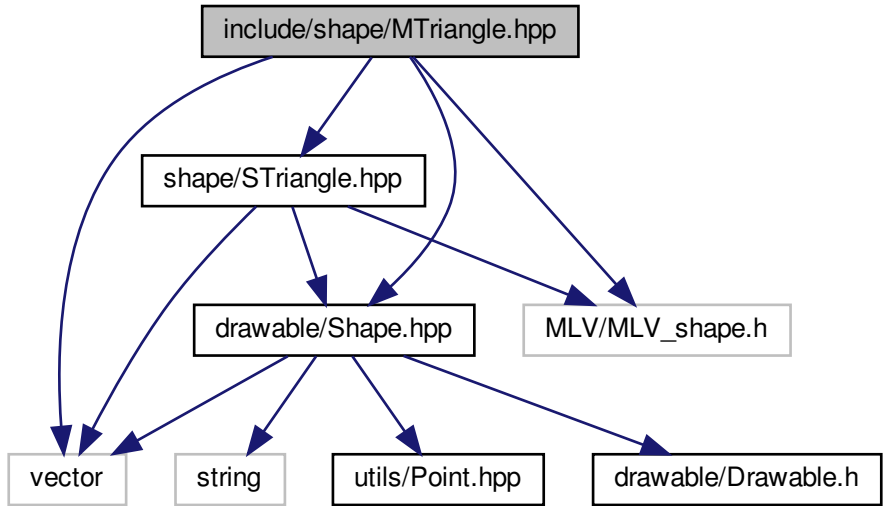 include/shape/MTriangle.hpp
shape/STriangle.hpp
drawable/Shape.hpp
MLV/MLV_shape.h
vector
string
utils/Point.hpp
drawable/Drawable.h